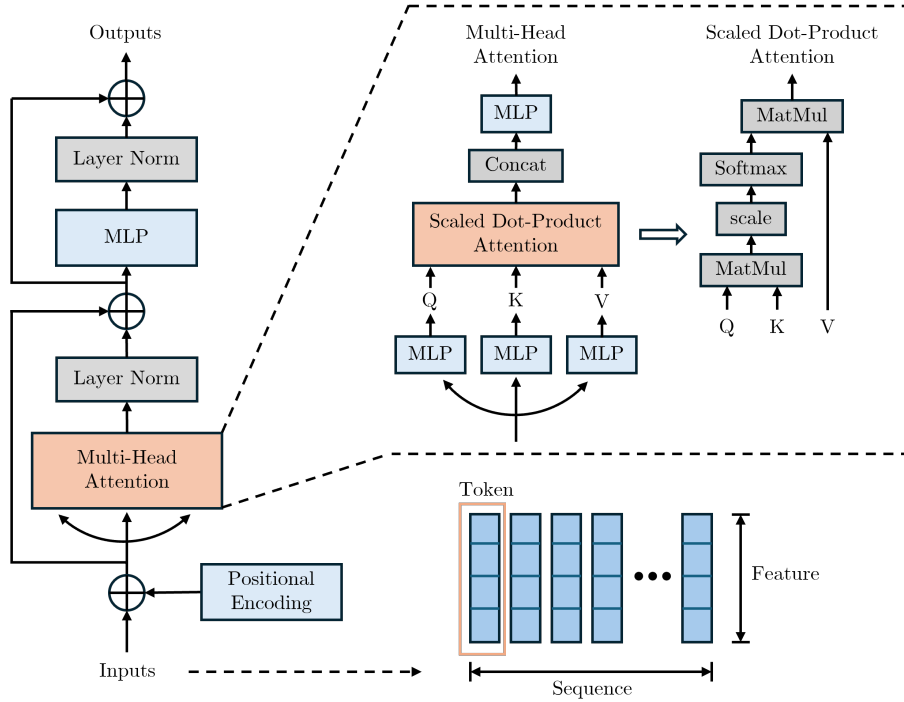 Outputs
Layer Norm
MLP
Layer Norm
Multi-Head
Attention
Positional
Encoding
Inputs
Multi-Head
Attention
MLP
Concat
Scaled Dot-Product
Attention
Q
K
V
MLP
MLP
MLP
Scaled Dot-Product
Attention
MatMul
Softmax
scale
MatMul
Q
K
V
Token
Feature
Sequence